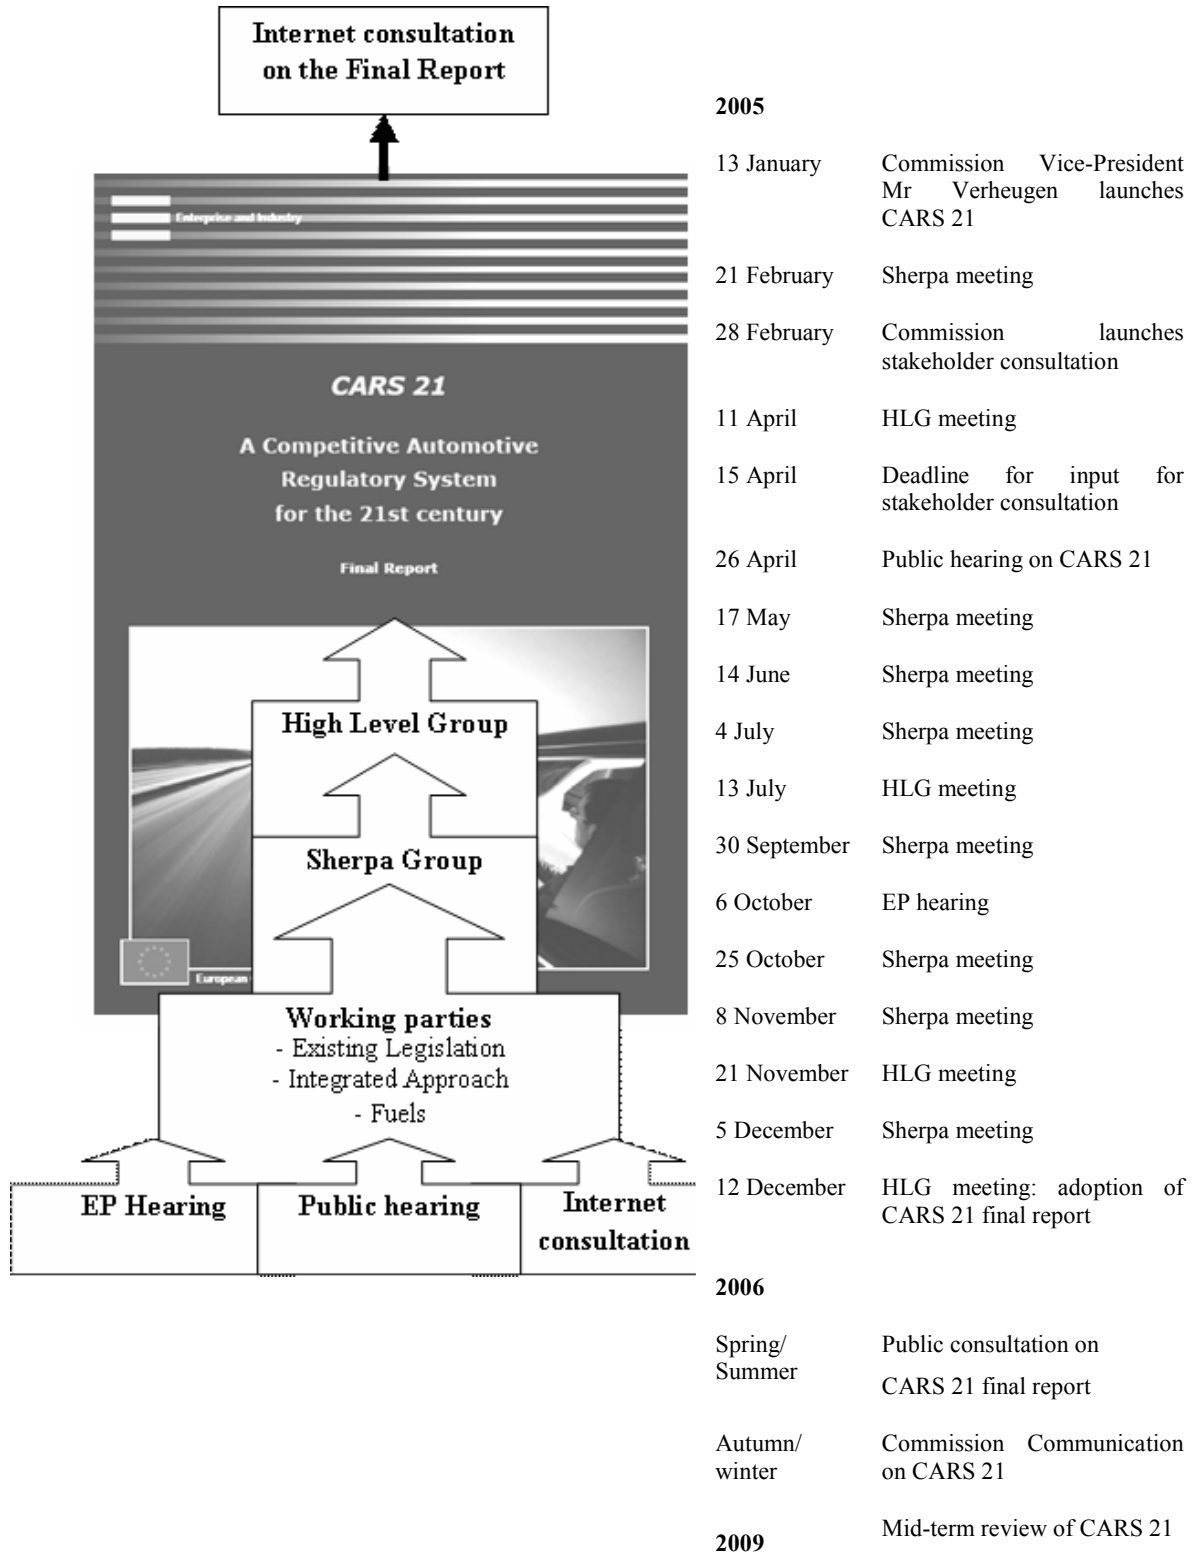 Internet consultation
on the Final Report
Enterprise and Industry
CARS 21
A Competitive Automotive
Regulatory System
for the 21st century
Final Report
High Level Group
Sherpa Group
European
Working parties
- Existing Legislation
- Integrated Approach
- Fuels
EP Hearing
Public hearing
Internet
consultation
2005
13 January Commission Vice-President
Mr Verheugen launches
CARS 21
21 February Sherpa meeting
28 February Commission launches
stakeholder consultation
11 April HLG meeting
15 April Deadline for input for
stakeholder consultation
26 April Public hearing on CARS 21
17 May Sherpa meeting
14 June Sherpa meeting
4 July Sherpa meeting
13 July HLG meeting
30 September Sherpa meeting
6 October EP hearing
25 October Sherpa meeting
8 November Sherpa meeting
21 November HLG meeting
5 December Sherpa meeting
12 December HLG meeting: adoption of
CARS 21 final report
2006
Spring/ Public consultation on
Summer
CARS 21 final report
Autumn/ Commission Communication
winter on CARS 21
Mid-term review of CARS 21
2009